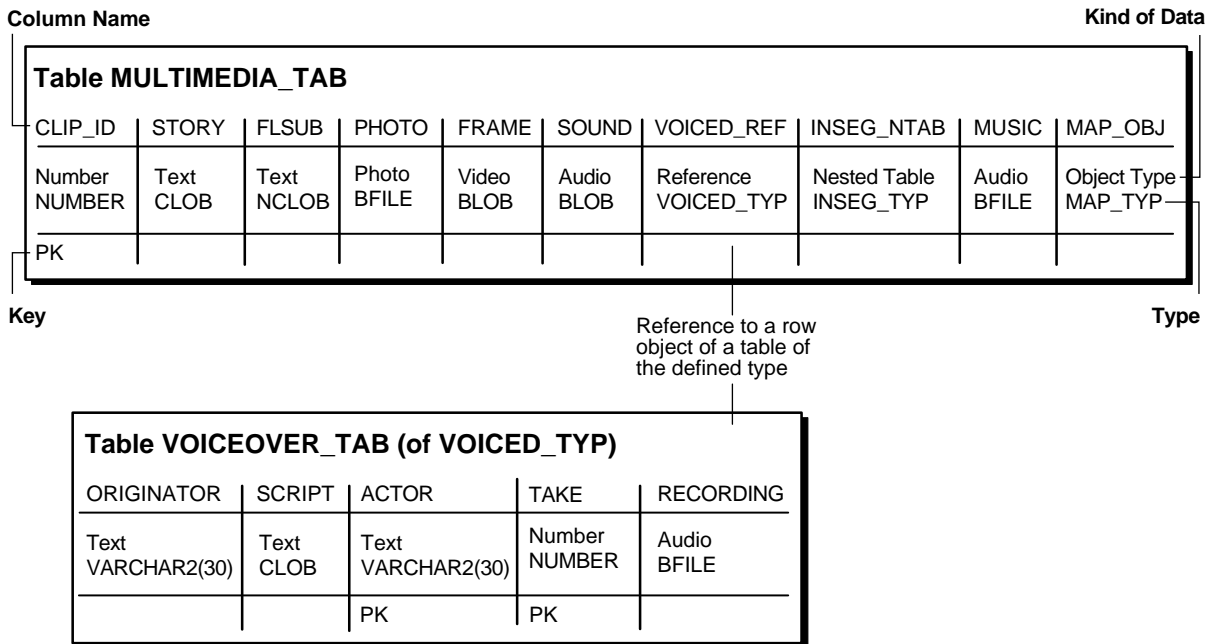 Column Name
Kind of Data
Table MULTIMEDIA_TAB
CLIP_ID STORY FLSUB PHOTO FRAME SOUND VOICED_REF INSEG_NTAB MUSIC MAP_OBJ
Number Text Text Photo Video Audio Reference Nested Table Audio Object Type
NUMBER CLOB NCLOB BFILE BLOB BLOB VOICED_TYP INSEG_TYP BFILE MAP_TYP
PK
Key
Type
Reference to a row
object of a table of
the defined type
Table VOICEOVER_TAB (of VOICED_TYP)
ORIGINATOR SCRIPT ACTOR TAKE RECORDING
Text Text Text Number Audio
VARCHAR2(30) CLOB VARCHAR2(30) NUMBER BFILE
PK PK